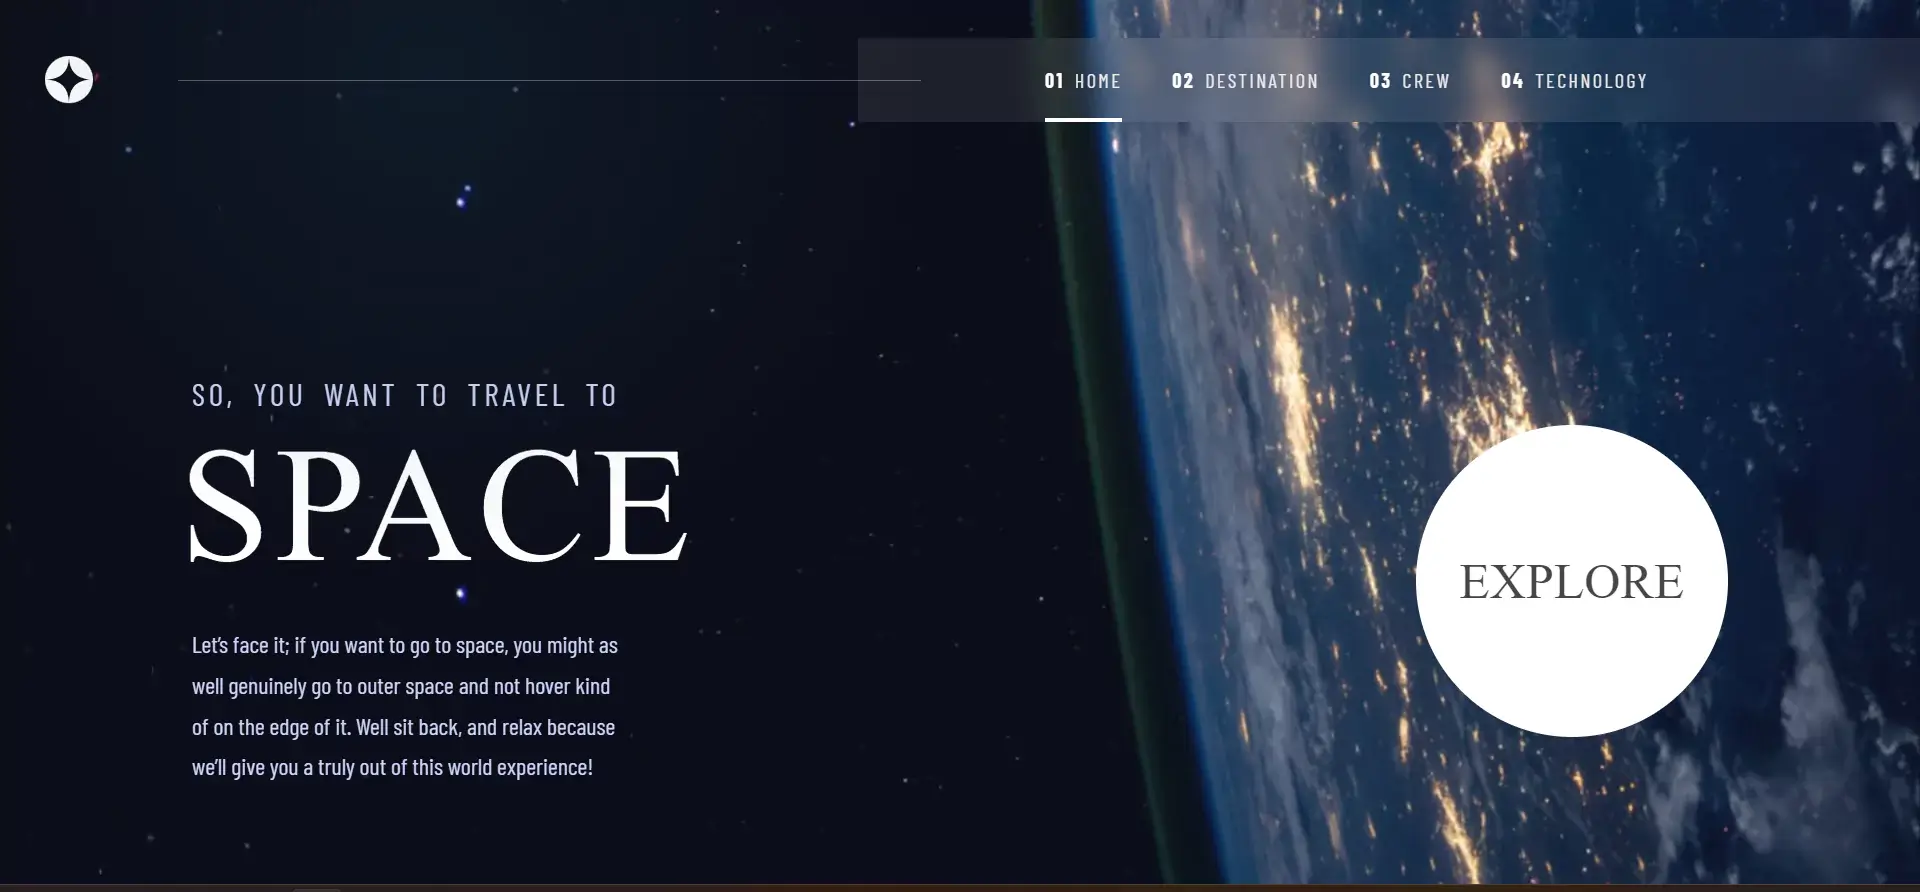 01 HOME 02 DESTINATION 03 CREW 04 TECHNOLOGY
SO, YOU WANT TO TRAVEL TO
SPACE
Let’s face it; if you want to go to space, you might as
well genuinely go to outer space and not hover kind
of on the edge of it. Well sit back, and relax because
we’ll give you a truly out of this world experience!
EXPLORE